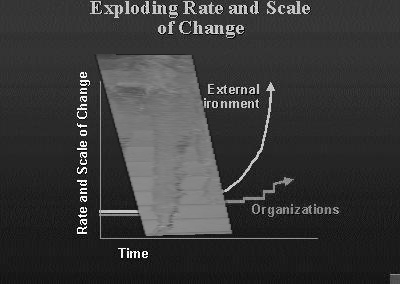 Exploding Rate and Scale
of Change
External
ironment
Rate and Scale of Change
Organizations
Time